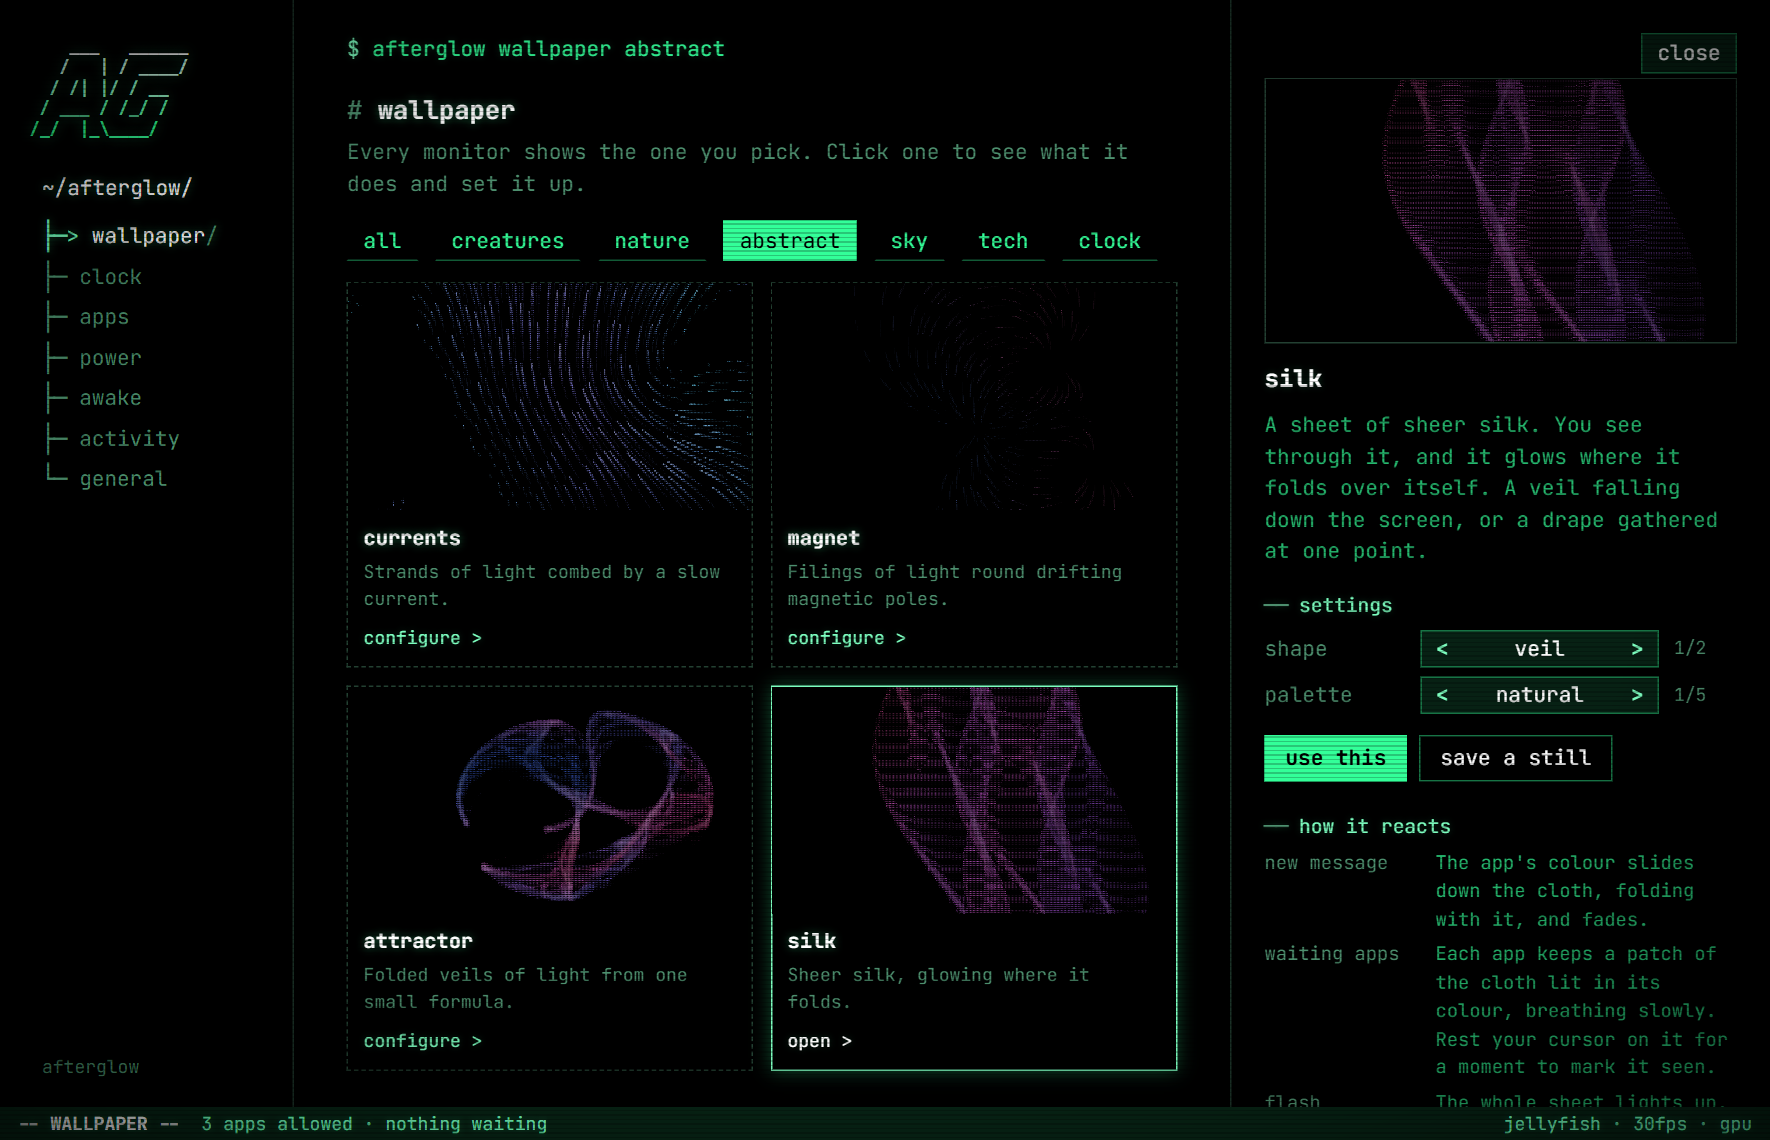 ~/afterglow/
├─> wallpaper/
├─ clock
├─ apps
├─ power
├─ awake
├─ activity
└─ general
afterglow
$ afterglow wallpaper abstract
# wallpaper
Every monitor shows the one you pick. Click one to see what it
does and set it up.
all creatures nature abstract sky tech clock
currents
Strands of light combed by a slow
current.
configure >
magnet
Filings of light round drifting
magnetic poles.
configure >
attractor
Folded veils of light from one
small formula.
configure >
silk
Sheer silk, glowing where it
folds.
open >
close
silk
A sheet of sheer silk. You see
through it, and it glows where it
folds over itself. A veil falling
down the screen, or a drape gathered
at one point.
── settings
shape < veil > 1/2
palette < natural > 1/5
use this save a still
── how it reacts
new message The app's colour slides
down the cloth, folding
with it, and fades.
waiting apps Each app keeps a patch of
the cloth lit in its
colour, breathing slowly.
Rest your cursor on it for
a moment to mark it seen.
flash The whole sheet lights up.
-- WALLPAPER -- 3 apps allowed · nothing waiting
jellyfish · 30fps · gpu